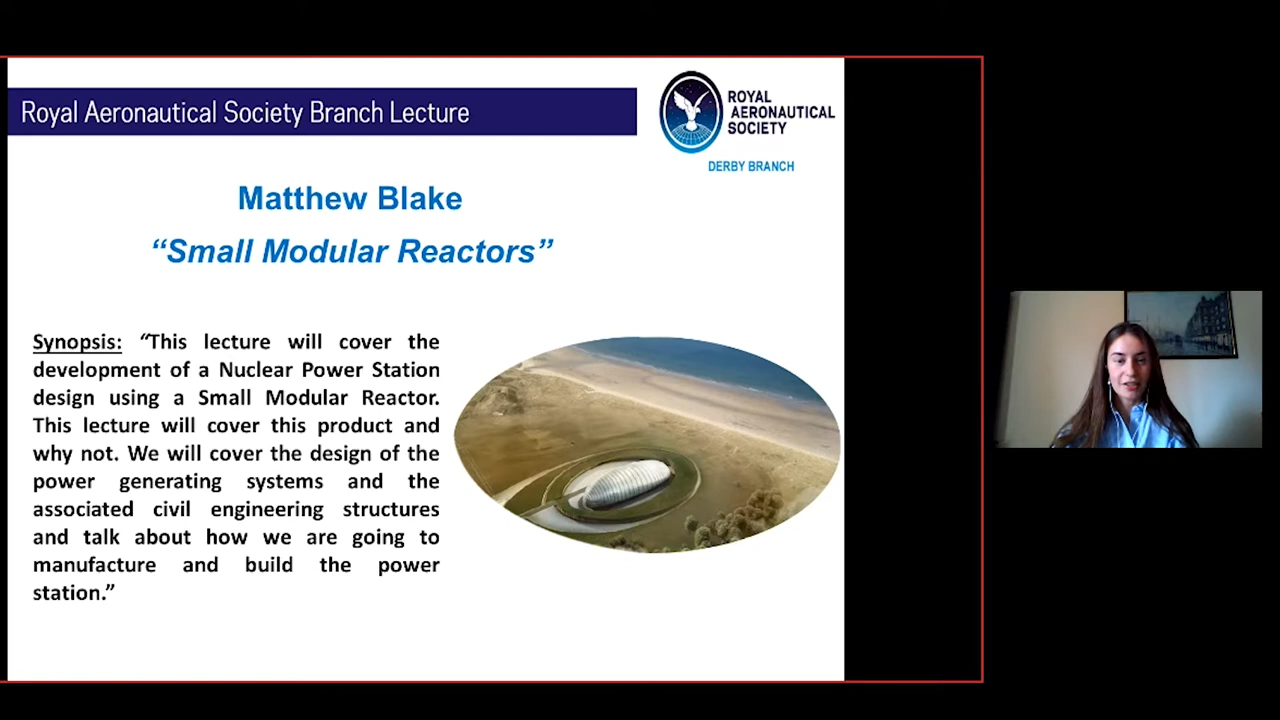 Royal Aeronautical Society Branch Lecture
ROYAL
AERONAUTICAL
SOCIETY
DERBY BRANCH
Matthew Blake
“Small Modular Reactors”
Synopsis: “This lecture will cover the
development of a Nuclear Power Station
design using a Small Modular Reactor.
This lecture will cover this product and
why not. We will cover the design of the
power generating systems and the
associated civil engineering structures
and talk about how we are going to
manufacture and build the power
station.”